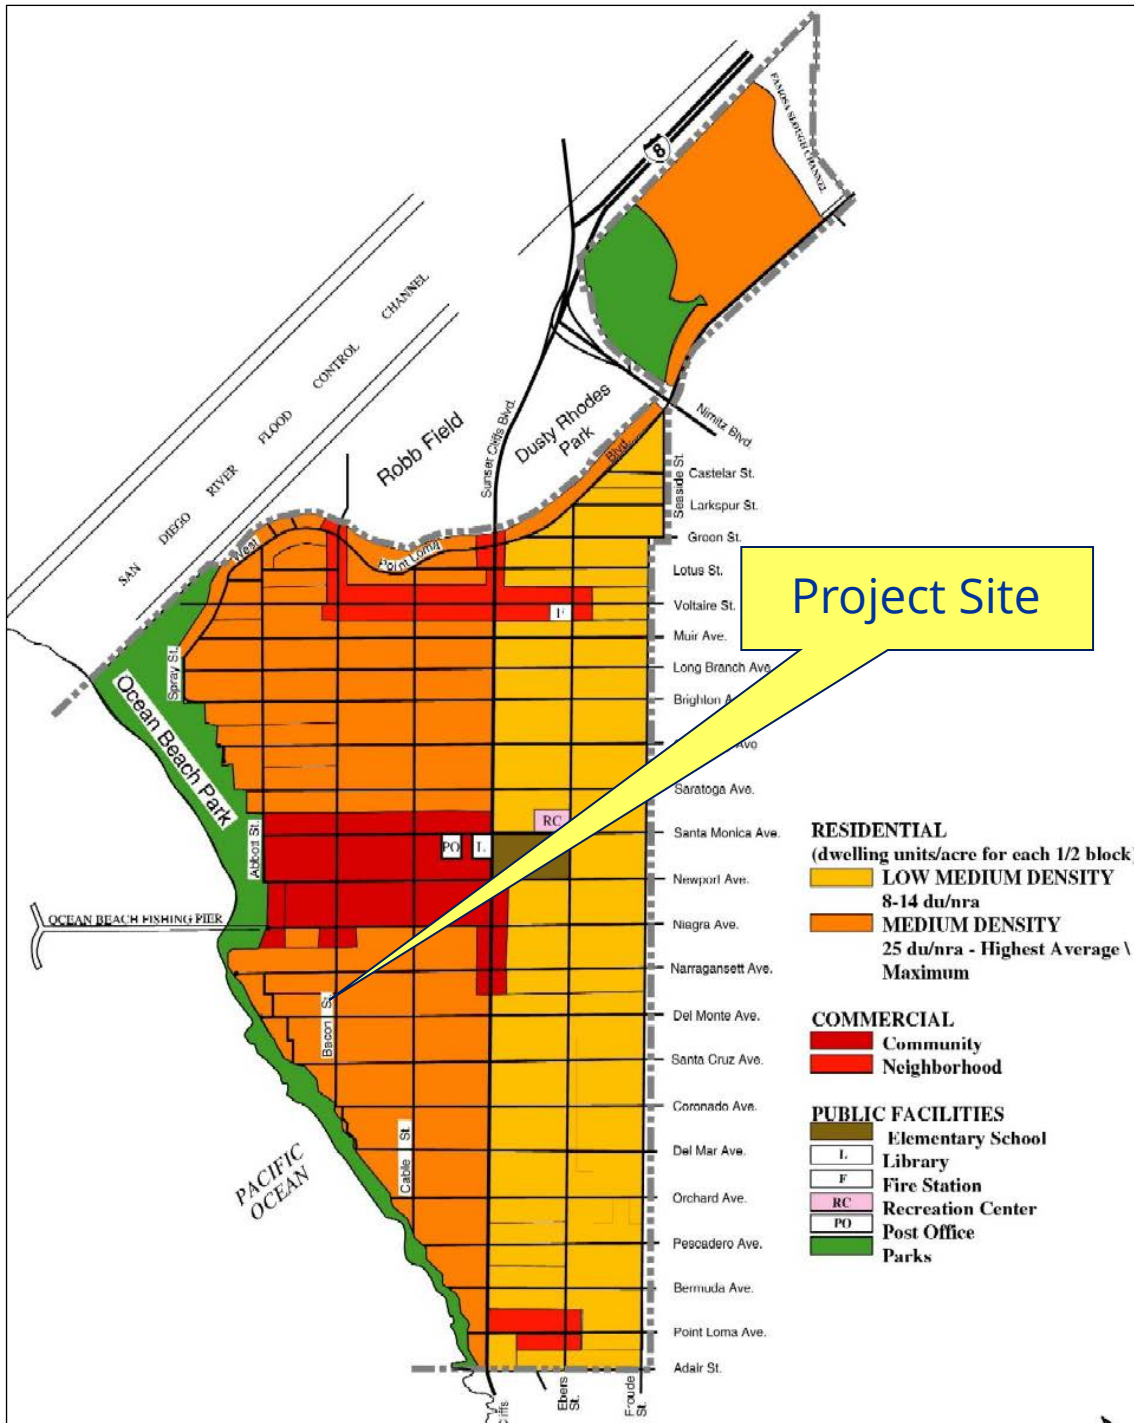 FAMOSA SLOUGH CHANNEL
8
SAN DIEGO RIVER FLOOD CONTROL CHANNEL
Robb Field
Sunset Cliffs Blvd.
Dusty Rhodes
Park
Nimitz Blvd.
Seaside St.
Castelar St.
Larkspur St.
West Point Loma Blvd.
Lotus St.
Voltaire St.
F
Muir Ave.
Long Branch Ave
Brighton A
Spray St.
Ocean Beach Park
Project Site
Saratoga Ave.
RC
Santa Monica Ave.
Abbott St.
PO
L
Newport Ave.
OCEAN BEACH FISHING PIER
Niagra Ave.
Narragansett Ave.
Bacon St.
Del Monte Ave.
Santa Cruz Ave.
Coronado Ave.
Cable St.
Del Mar Ave.
PACIFIC
OCEAN
Orchard Ave.
Pescadero Ave.
Bermuda Ave.
Point Loma Ave.
Adair St.
Cliffs
Ebers
St.
Froude
St.
RESIDENTIAL
(dwelling units/acre for each 1/2 block)
LOW MEDIUM DENSITY
8-14 du/nra
MEDIUM DENSITY
25 du/nra - Highest Average \
Maximum
COMMERCIAL
Community
Neighborhood
PUBLIC FACILITIES
Elementary School
L Library
F Fire Station
RC Recreation Center
PO Post Office
Parks